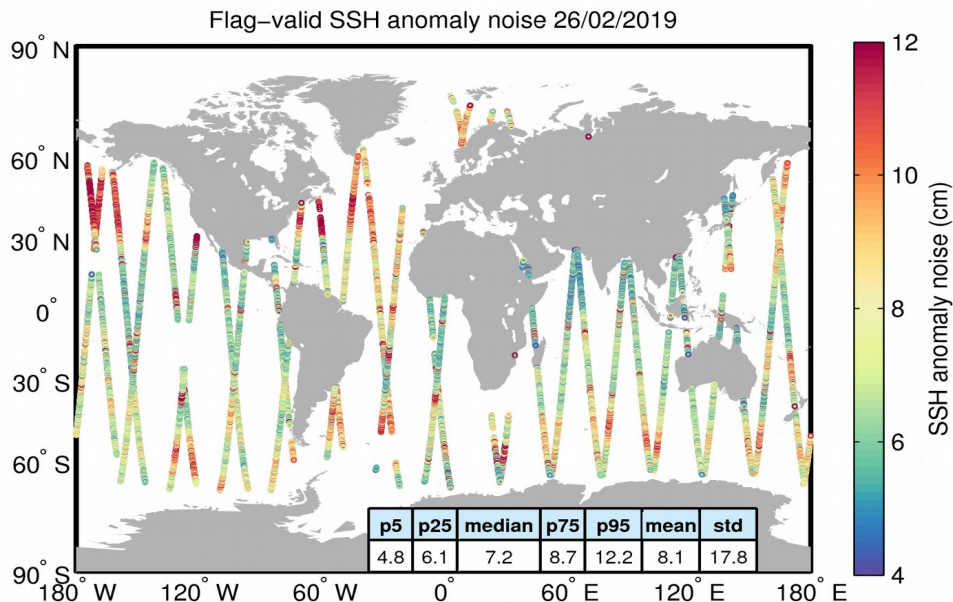 Flag−valid SSH anomaly noise 26/02/2019
90° N
60° N
30° N
0°
30° S
60° S
90° S
180° W
120° W
60° W
0°
60° E
120° E
180° E
p5 p25 median p75 p95 mean std
4.8 6.1 7.2 8.7 12.2 8.1 17.8
12
10
8
6
4
SSH anomaly noise (cm)